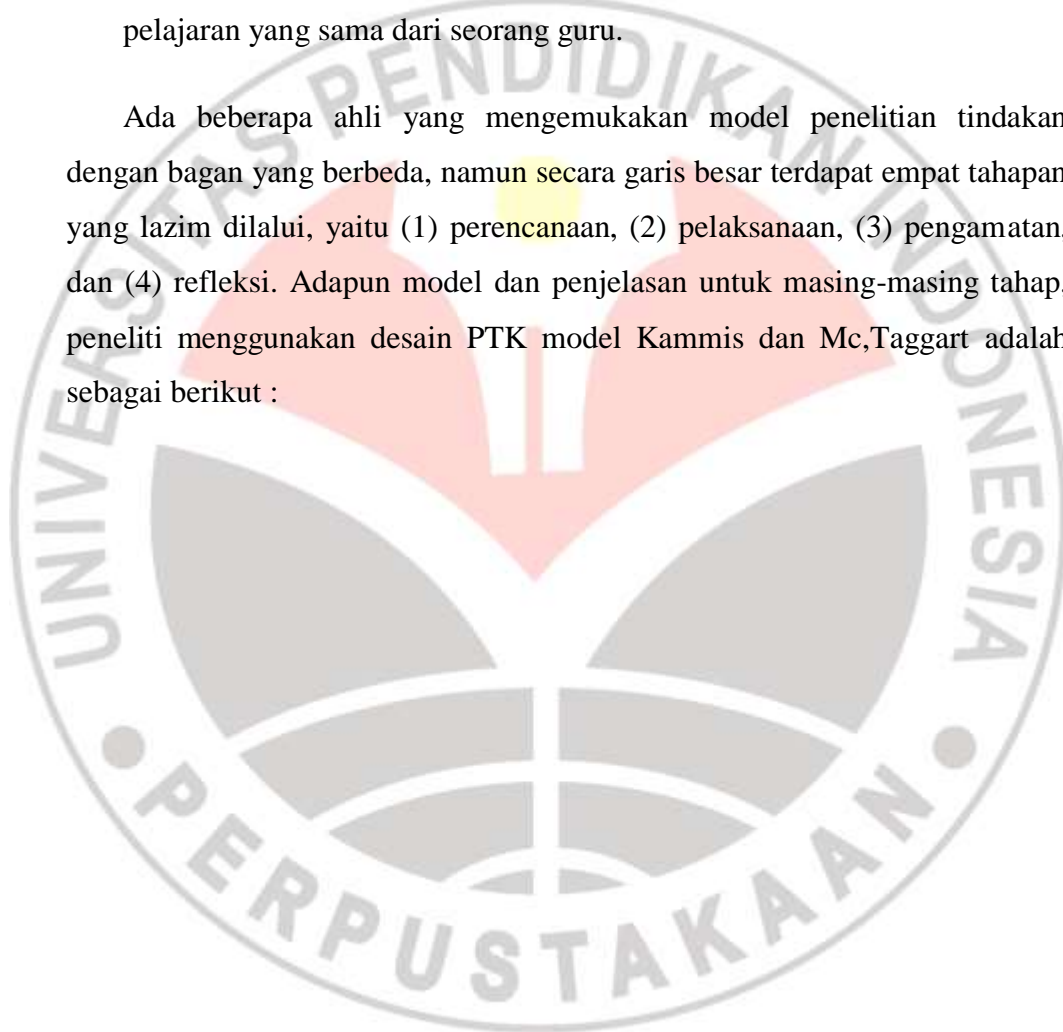 pelajaran yang sama dari seorang guru.
Ada beberapa ahli yang mengemukakan model penelitian tindakan
dengan bagan yang berbeda, namun secara garis besar terdapat empat tahapan
yang lazim dilalui, yaitu (1) perencanaan, (2) pelaksanaan, (3) pengamatan,
dan (4) refleksi. Adapun model dan penjelasan untuk masing-masing tahap,
peneliti menggunakan desain PTK model Kammis dan Mc,Taggart adalah
sebagai berikut :
UNIVERSITAS PENDIDIKAN INDONESIA
PERPUSTAKAAN